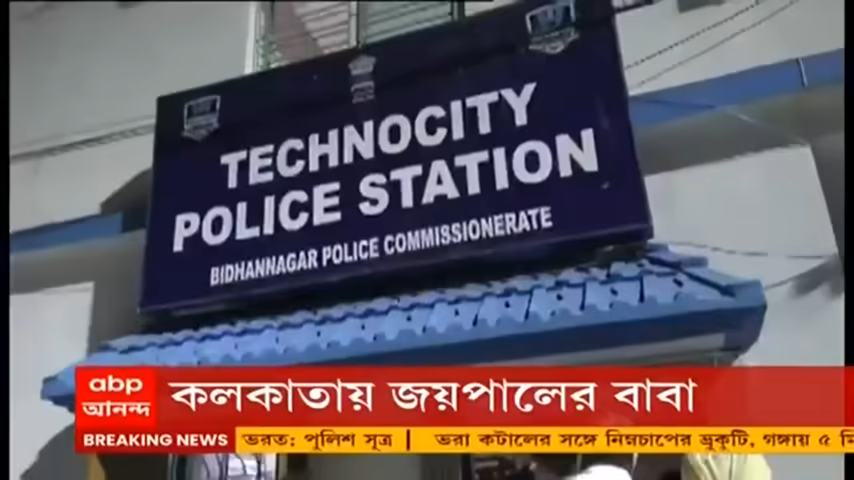 TECHNOCITY
POLICE STATION
BIDHANNAGAR POLICE COMMISSIONERATE
abp
আনন্দ
কলকাতায় জয়পালের বাবা
BREAKING NEWS
ভরত: পুলিশ সূত্র | ভরা কটালের সঙ্গে নিম্নচাপের ভ্রুকুটি, গঙ্গায় ৫ মি